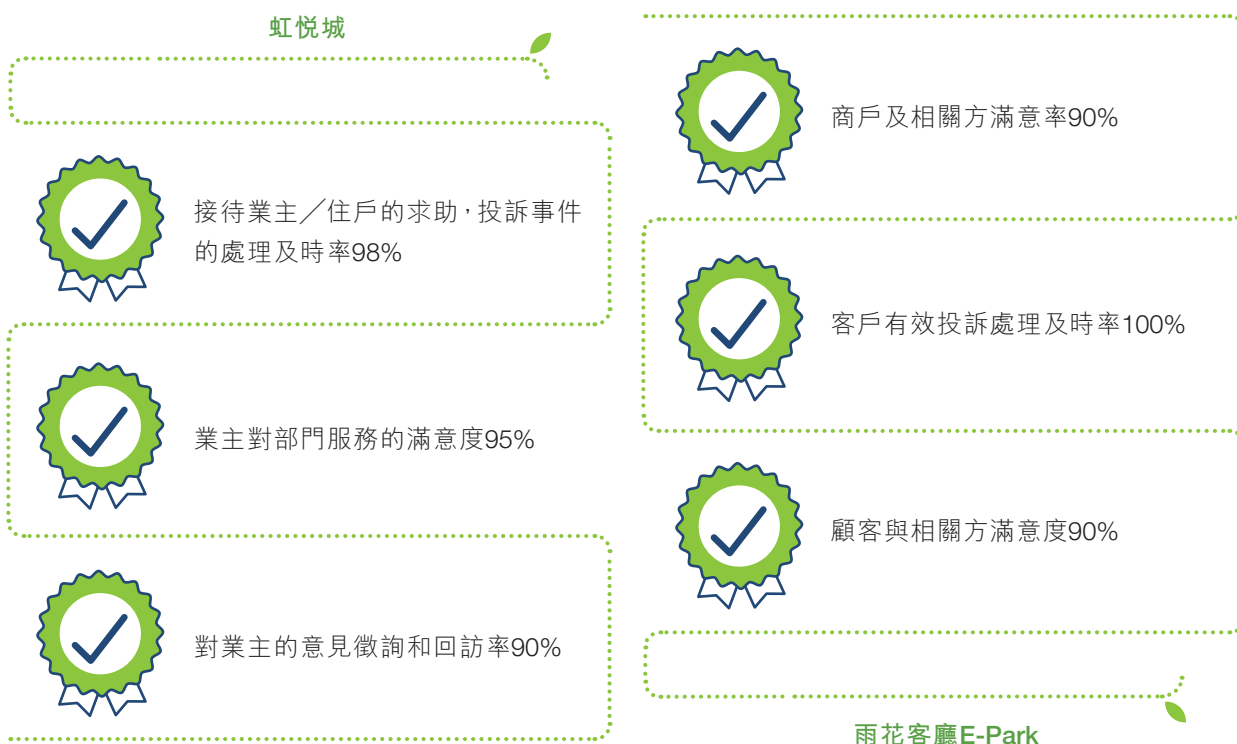 虹悦城
接待業主／住戶的求助，投訴事件
的處理及時率98%
業主對部門服務的滿意度95%
對業主的意見徵詢和回訪率90%
商戶及相關方滿意率90%
客戶有效投訴處理及時率100%
顧客與相關方滿意度90%
雨花客廳E-Park